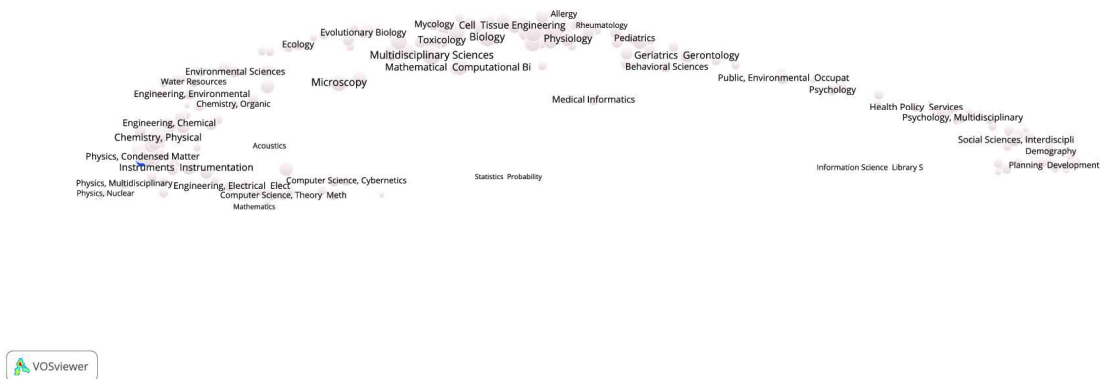 Allergy
Mycology Cell Tissue Engineering Rheumatology
Evolutionary Biology
Toxicology Biology Physiology Pediatrics
Ecology
Multidisciplinary Sciences Geriatrics Gerontology
Mathematical Computational Bi Behavioral Sciences
Environmental Sciences
Public, Environmental Occupat
Water Resources Microscopy
Psychology
Engineering, Environmental
Medical Informatics
Chemistry, Organic
Health Policy Services
Psychology, Multidisciplinary
Engineering, Chemical
Chemistry, Physical
Social Sciences, Interdiscipli
Acoustics
Demography
Physics, Condensed Matter
Instruments Instrumentation Information Science Library S Planning Development
Statistics Probability
Computer Science, Cybernetics
Physics, Multidisciplinary Engineering, Electrical Elect
Physics, Nuclear Computer Science, Theory Meth
Mathematics
VOSviewer